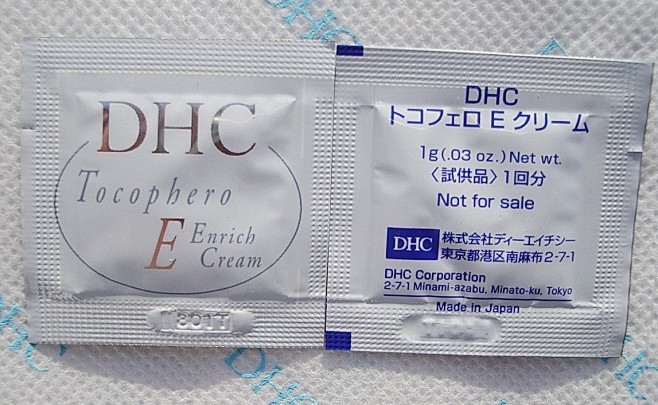 DHC
Tocophero
E Enrich
Cream
DHC
トコフェロ E クリーム
1g(.03 oz.) Net wt.
〈試供品〉1回分
Not for sale
DHC 株式会社ディーエイチシー
東京都港区南麻布2-7-1
DHC Corporation
2-7-1 Minami-azabu, Minato-ku, Tokyo
Made in Japan
DHC
DHC